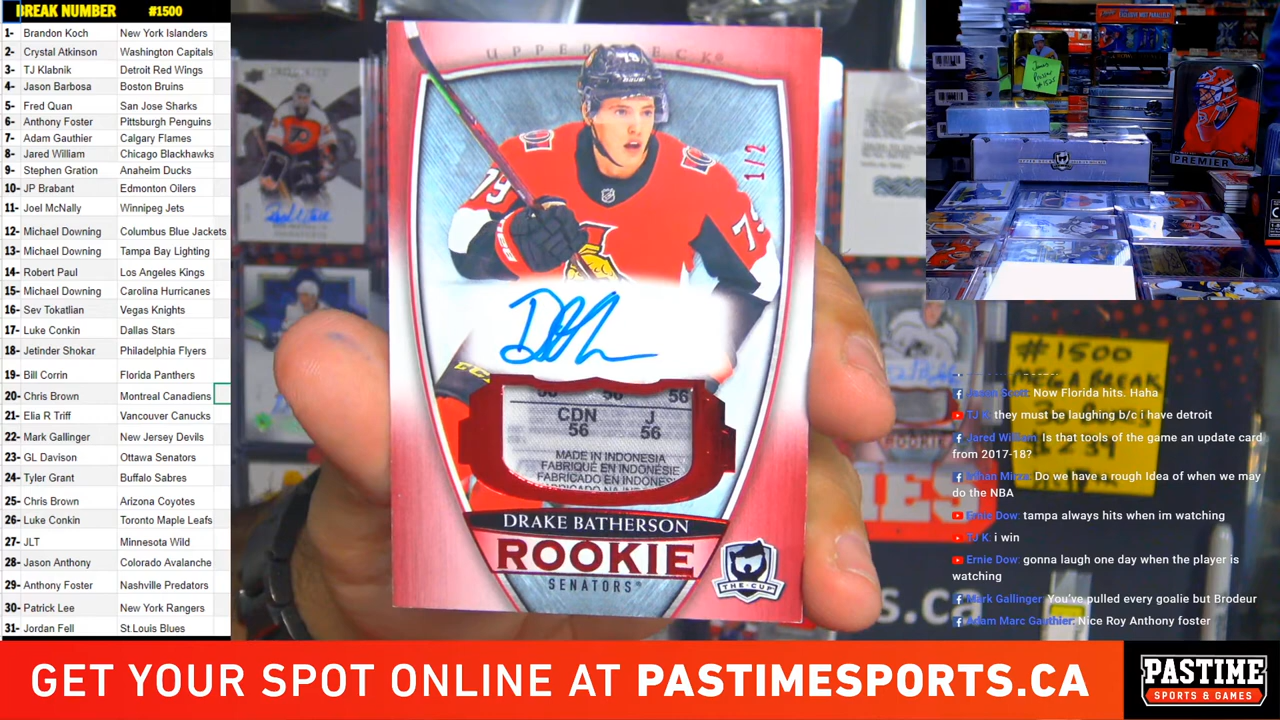 BREAK NUMBER #1500
1- Brandon Koch New York Islanders
2- Crystal Atkinson Washington Capitals
3- TJ Klabnik Detroit Red Wings
4- Jason Barbosa Boston Bruins
5- Fred Quan San Jose Sharks
6- Anthony Foster Pittsburgh Penguins
7- Adam Gauthier Calgary Flames
8- Jared William Chicago Blackhawks
9- Stephen Gration Anaheim Ducks
10- JP Brabant Edmonton Oilers
11- Joel McNally Winnipeg Jets
12- Michael Downing Columbus Blue Jackets
13- Michael Downing Tampa Bay Lighting
14- Robert Paul Los Angeles Kings
15- Michael Downing Carolina Hurricanes
16- Sev Tokatlian Vegas Knights
17- Luke Conkin Dallas Stars
18- Jetinder Shokar Philadelphia Flyers
19- Bill Corrin Florida Panthers
20- Chris Brown Montreal Canadiens
21- Elia R Triff Vancouver Canucks
22- Mark Gallinger New Jersey Devils
23- GL Davison Ottawa Senators
24- Tyler Grant Buffalo Sabres
25- Chris Brown Arizona Coyotes
26- Luke Conkin Toronto Maple Leafs
27- JLT Minnesota Wild
28- Jason Anthony Colorado Avalanche
29- Anthony Foster Nashville Predators
30- Patrick Lee New York Rangers
31- Jordan Fell St Louis Blues
UPPER DECK
79
79
79
1/2
56 56 56
CDN J
56 56
MADE IN INDONESIA
FABRIQUÉ EN INDONÉSIE
FABRICADO EN INDONESIA
DRAKE BATHERSON
ROOKIE
SENATORS
THE-CUP
PREMIER
#1500
Now Florida hits. Haha
TJ K: they must be laughing b/c i have detroit
Jared William: Is that tools of the game an update card
from 2017-18?
Do we have a rough Idea of when we may
do the NBA
Ernie Dow: tampa always hits when im watching
TJ K: i win
Ernie Dow: gonna laugh one day when the player is
watching
Mark Gallinger: You've pulled every goalie but Brodeur
Adam Marc Gauthier: Nice Roy Anthony foster
GET YOUR SPOT ONLINE AT PASTIMESPORTS.CA
PASTIME
SPORTS & GAMES